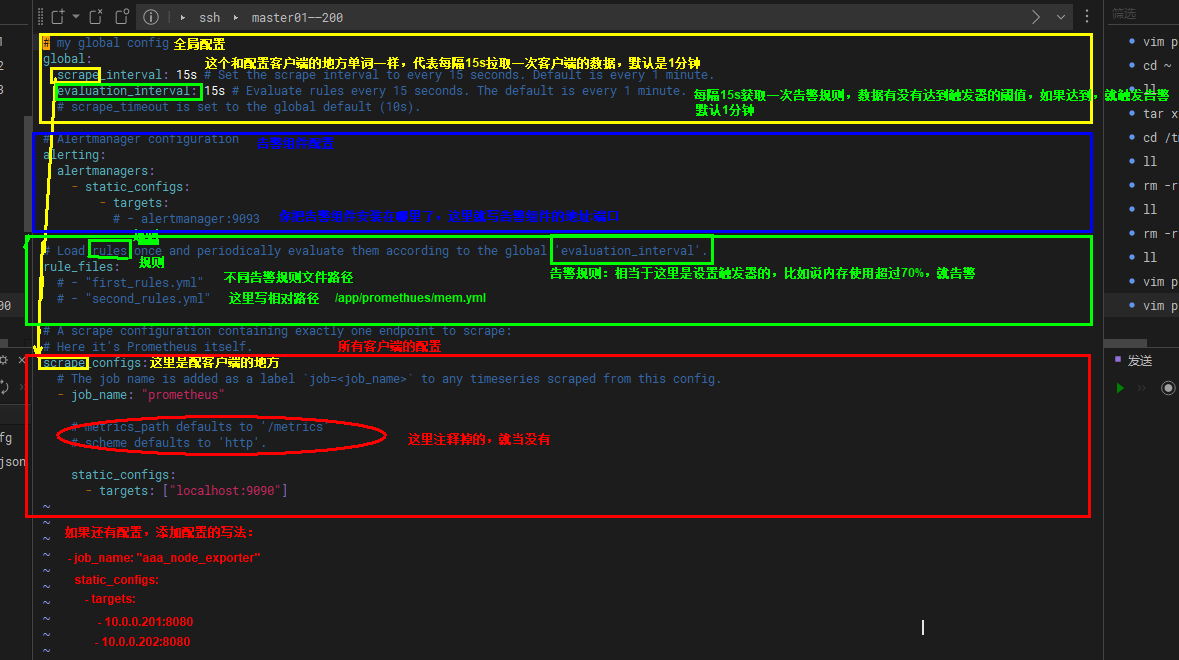 ssh
master01——200
筛选
# my global config 全局配置
global:
这个和配置客户端的地方单词一样，代表每隔15s拉取一次客户端的数据，默认是1分钟
scrape_interval: 15s # Set the scrape interval to every 15 seconds. Default is every 1 minute.
evaluation_interval: 15s # Evaluate rules every 15 seconds. The default is every 1 minute.
每隔15s获取一次告警规则，数据有没有达到触发器的阈值，如果达到，就触发告警
默认1分钟
# scrape_timeout is set to the global default (10s).
# Alertmanager configuration
告警组件配置
alerting:
alertmanagers:
- static_configs:
- targets:
# - alertmanager:9093
规则
# Load rules once and periodically evaluate them according to the global 'evaluation_interval'.
规则
rule_files:
告警规则：相当于这里是设置触发器的，比如说内存使用超过70%，就告警
# - "first_rules.yml"
不同告警规则文件路径
# - "second_rules.yml"
这里写相对路径 /app/promethues/mem.yml
# A scrape configuration containing exactly one endpoint to scrape:
# Here it's Prometheus itself.
所有客户端的配置
scrape_configs: 这里是配客户端的地方
# The job name is added as a label `job=<job_name>` to any timeseries scraped from this config.
- job_name: "prometheus"
# metrics_path defaults to '/metrics
# scheme defaults to 'http'.
这里注释掉的，就当没有
static_configs:
- targets: ["localhost:9090"]
~
~
如果还有配置，添加配置的写法：
~
~
- job_name: "aaa_node_exporter"
~
static_configs:
~
- targets:
~
~
- 10.0.0.201:8080
~
- 10.0.0.202:8080
~
vim p
cd ~
ll
tar x
cd /tm
ll
rm -r
ll
rm -r
ll
vim p
vim p
发送
1
2
3
00
fg
json